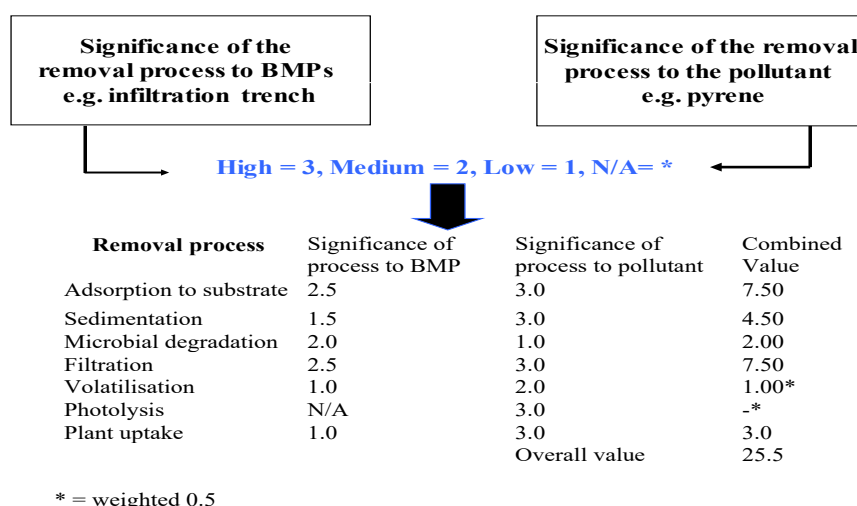 Significance of the
removal process to BMPs
e.g. infiltration trench
Significance of the removal
process to the pollutant
e.g. pyrene
High = 3, Medium = 2, Low = 1, N/A= *
Removal process Significance of process to BMP Significance of process to pollutant Combined Value
Adsorption to substrate 2.5 3.0 7.50
Sedimentation 1.5 3.0 4.50
Microbial degradation 2.0 1.0 2.00
Filtration 2.5 3.0 7.50
Volatilisation 1.0 2.0 1.00*
Photolysis N/A 3.0 -*
Plant uptake 1.0 3.0 3.0
Overall value 25.5
* = weighted 0.5